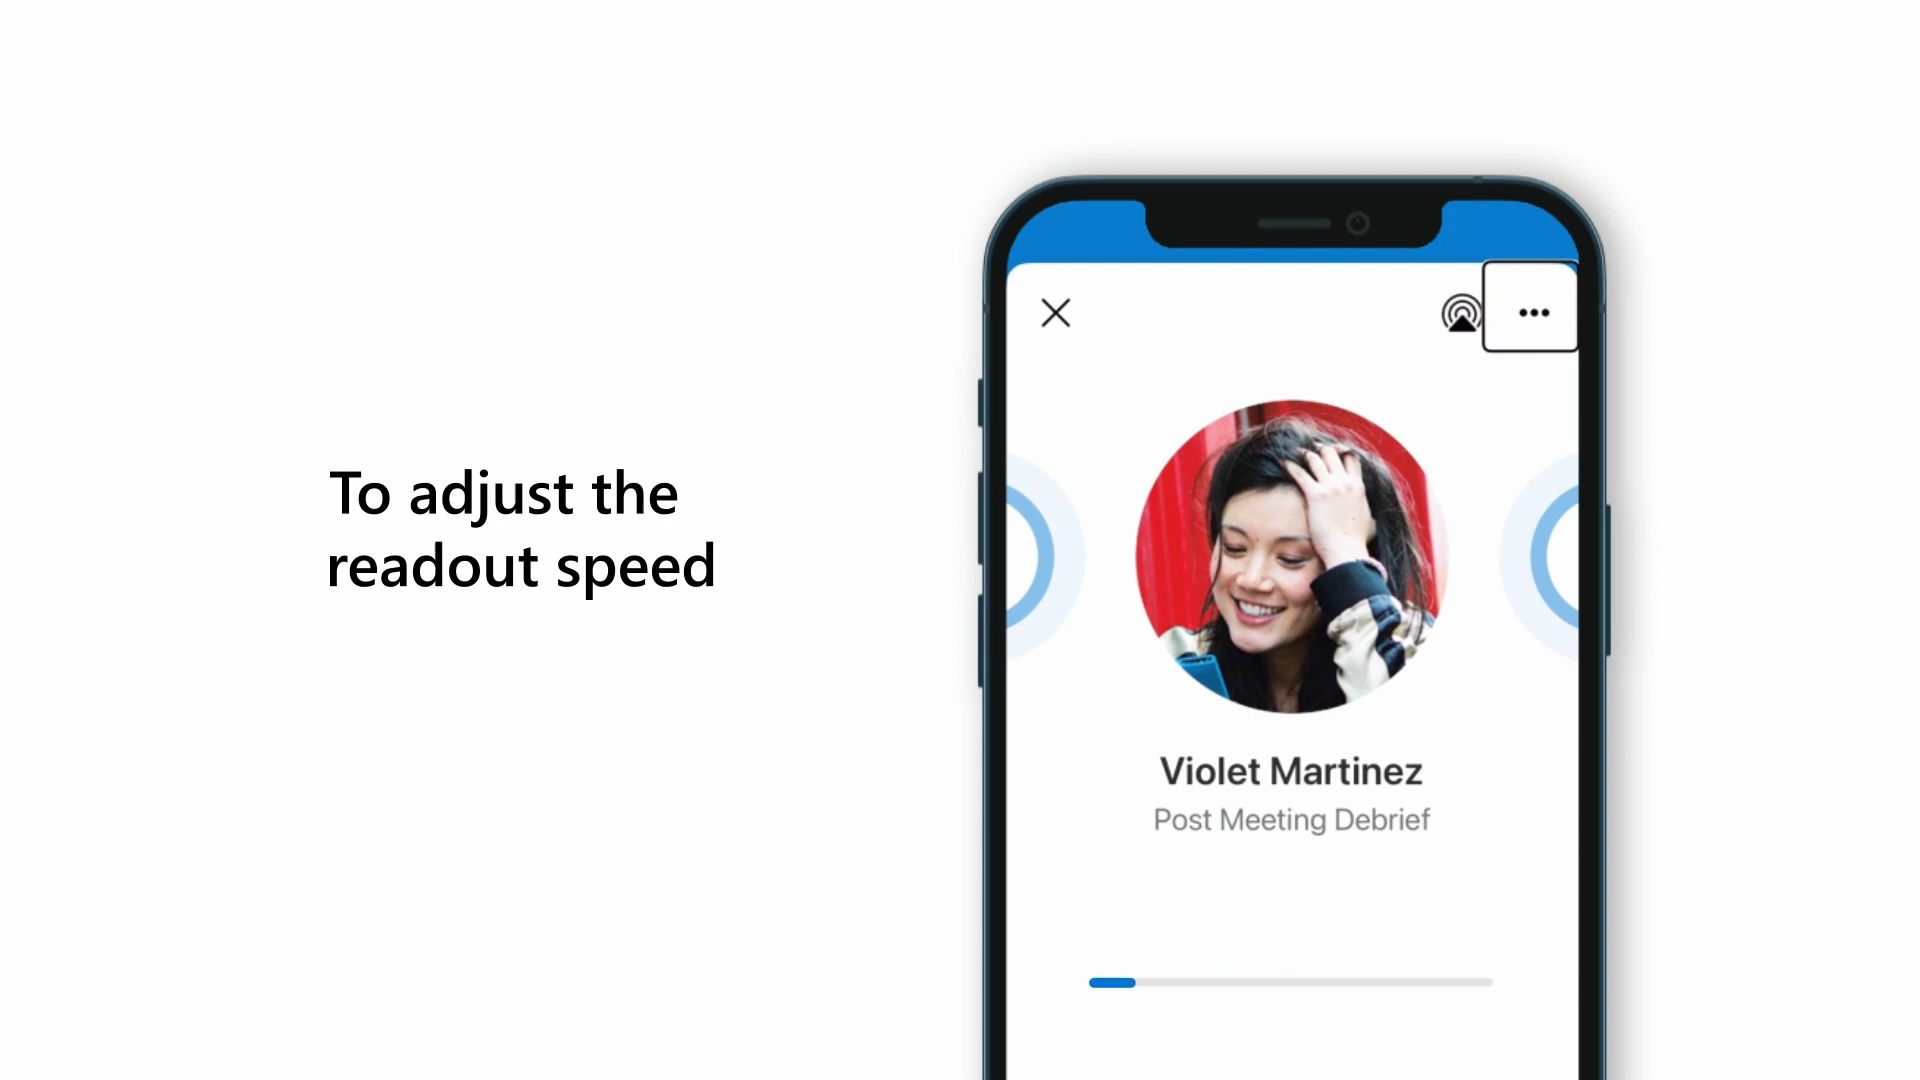 To adjust the
readout speed
Violet Martinez
Post Meeting Debrief